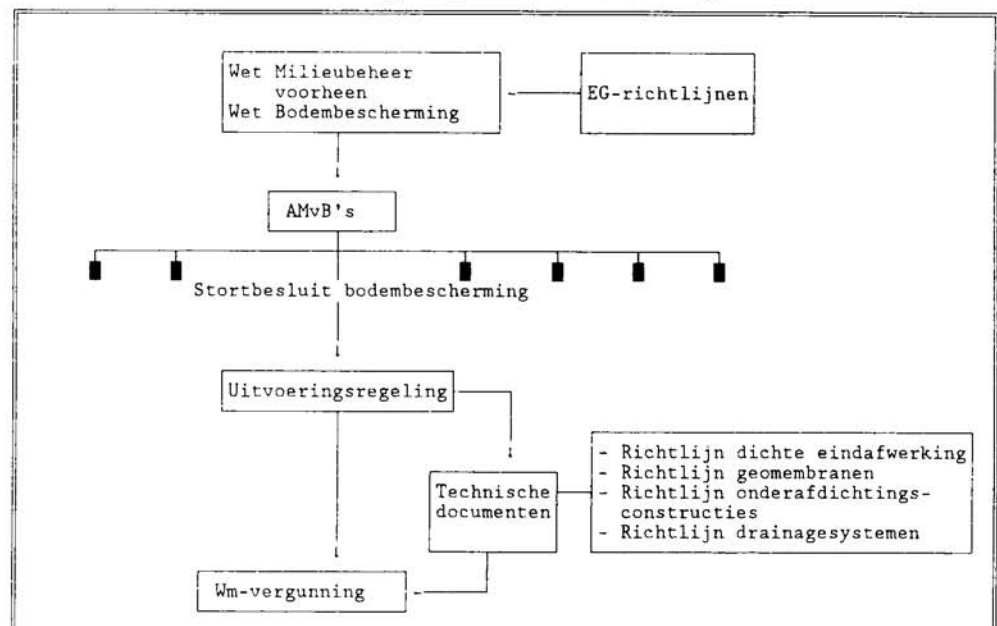 Wet Milieubeheer
voorheen
Wet Bodembescherming
EG-richtlijnen
AMvB's
Stortbesluit bodembescherming
Uitvoeringsregeling
Technische
documenten
- Richtlijn dichte eindafwerking
- Richtlijn geomembranen
- Richtlijn onderafdichtings-
constructies
- Richtlijn drainagesystemen
Wm-vergunning